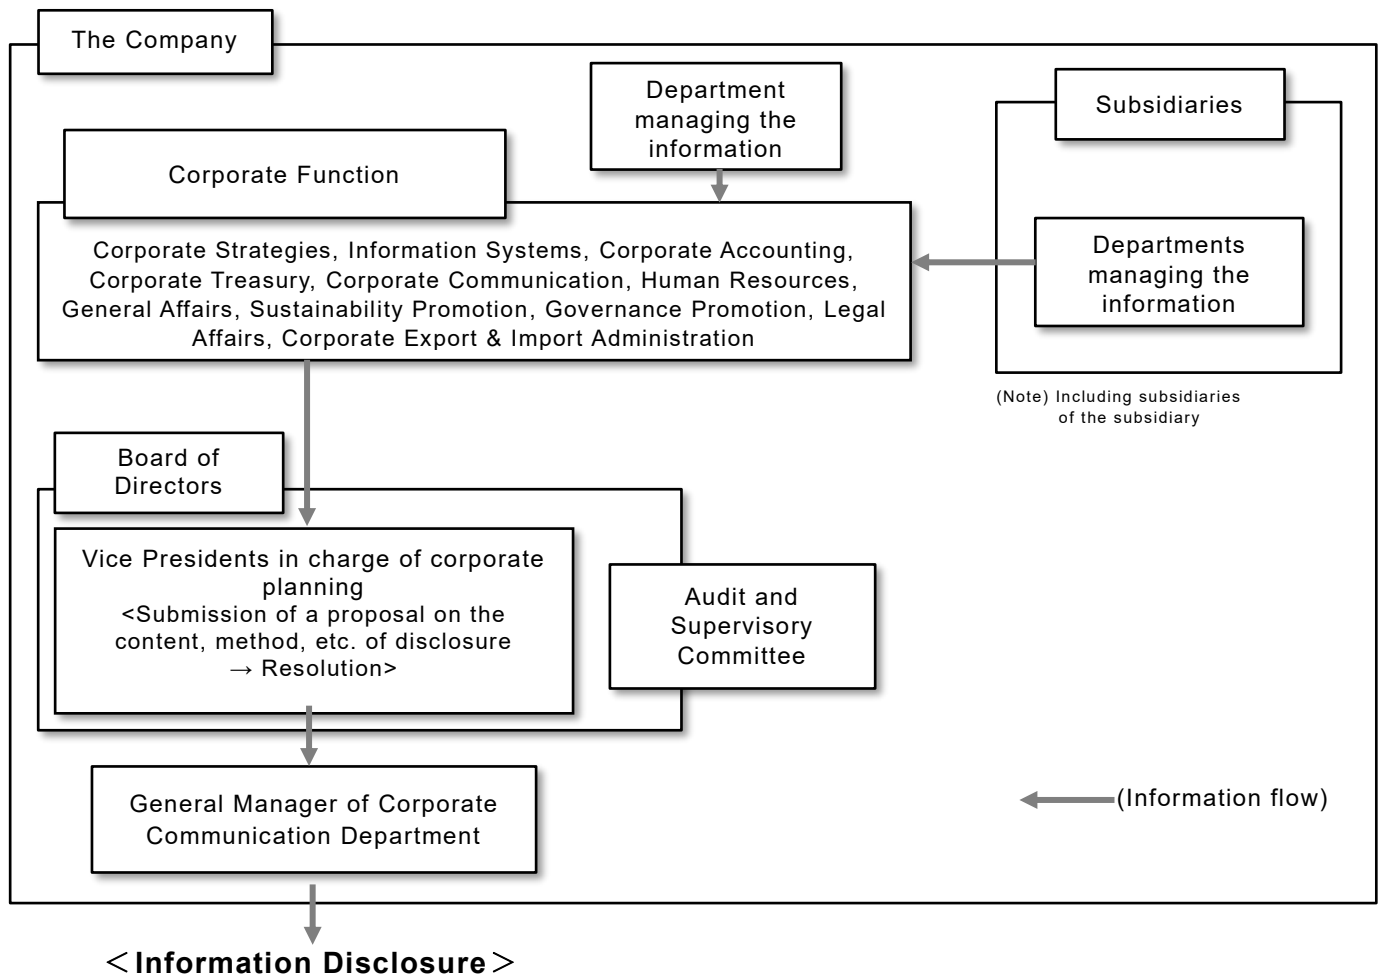 The Company
Department
managing the
information
Subsidiaries
Corporate Function
Corporate Strategies, Information Systems, Corporate Accounting,
Corporate Treasury, Corporate Communication, Human Resources,
General Affairs, Sustainability Promotion, Governance Promotion, Legal
Affairs, Corporate Export & Import Administration
Departments
managing the
information
(Note) Including subsidiaries
of the subsidiary
Board of
Directors
Vice Presidents in charge of corporate
planning
<Submission of a proposal on the
content, method, etc. of disclosure
→ Resolution>
Audit and
Supervisory
Committee
General Manager of Corporate
Communication Department
(Information flow)
＜Information Disclosure＞